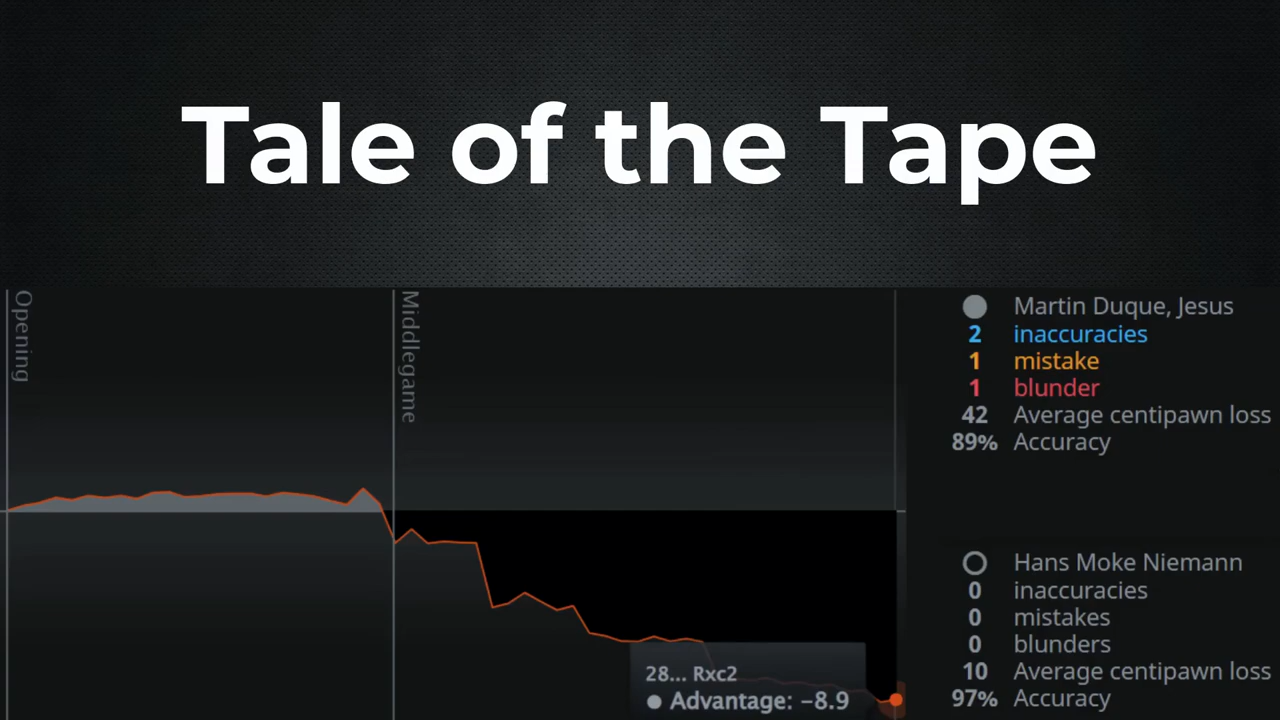 Tale of the Tape
Opening
Middlegame
28... Rxc2
Advantage: −8.9
Martin Duque, Jesus
2 inaccuracies
1 mistake
1 blunder
42 Average centipawn loss
89% Accuracy
Hans Moke Niemann
0 inaccuracies
0 mistakes
0 blunders
10 Average centipawn loss
97% Accuracy